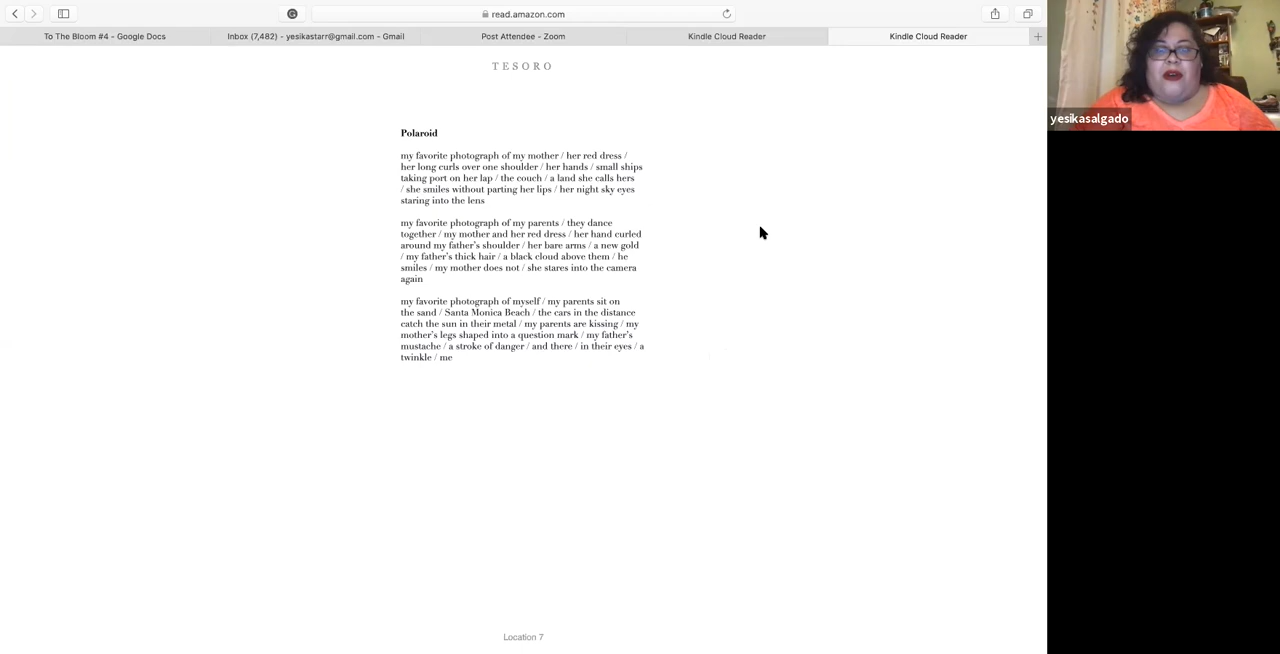 read.amazon.com
To The Bloom #4 - Google Docs
Inbox (7,482) - yesikastarr@gmail.com - Gmail
Post Attendee - Zoom
Kindle Cloud Reader
Kindle Cloud Reader
TESORO
Polaroid
my favorite photograph of my mother / her red dress /
her long curls over one shoulder / her hands / small ships
taking port on her lap / the couch / a land she calls hers
/ she smiles without parting her lips / her night sky eyes
staring into the lens
my favorite photograph of my parents / they dance
together / my mother and her red dress / her hand curled
around my father's shoulder / her bare arms / a new gold
/ my father's thick hair / a black cloud above them / he
smiles / my mother does not / she stares into the camera
again
my favorite photograph of myself / my parents sit on
the sand / Santa Monica Beach / the cars in the distance
catch the sun in their metal / my parents are kissing / my
mother's legs shaped into a question mark / my father's
mustache / a stroke of danger / and there / in their eyes / a
twinkle / me
Location 7
yesikasalgado